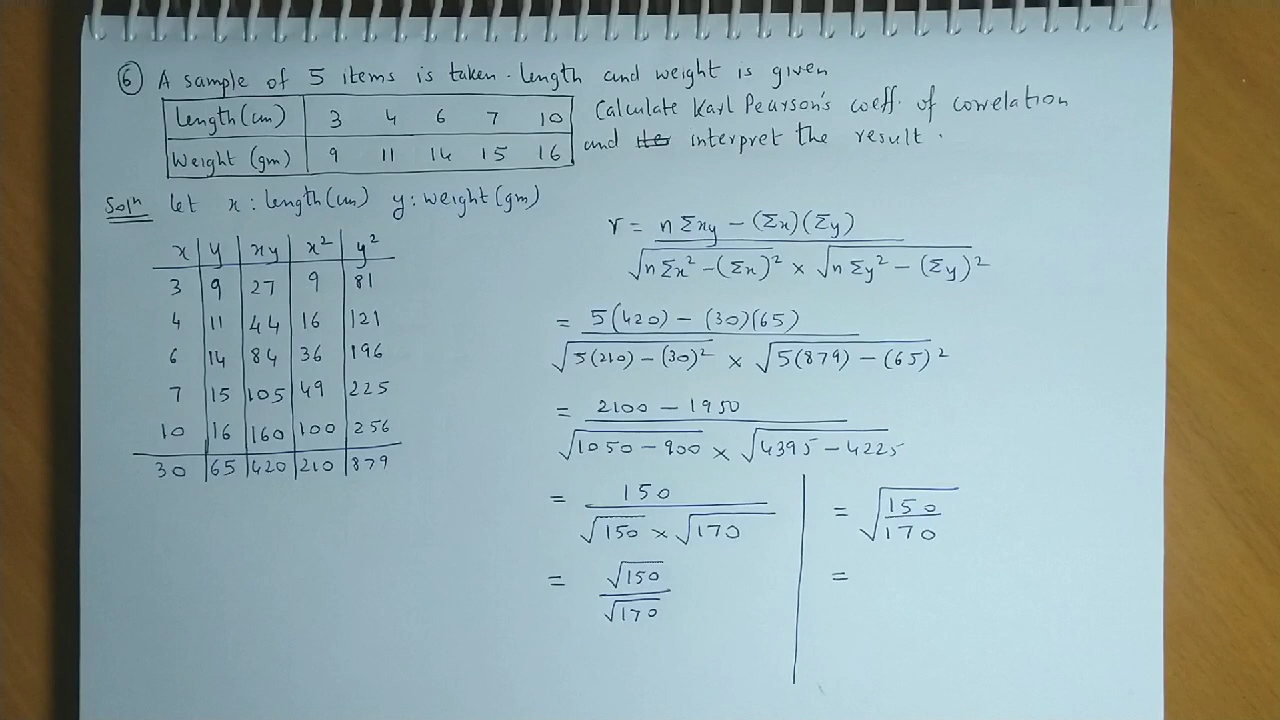 ⑥ A sample of 5 items is taken. Length and weight is given
Length(cm) 3 4 6 7 10
Weight (gm) 9 11 14 15 16
Calculate Karl Pearson's coeff. of correlation
and the interpret the result.
Solⁿ let x : length(cm) y : weight(gm)
x y xy x² y²
3 9 27 9 81
4 11 44 16 121
6 14 84 36 196
7 15 105 49 225
10 16 160 100 256
30 65 420 210 879
r = n Σxy − (Σx)(Σy)
√n Σx² − (Σx)² × √n Σy² − (Σy)²
= 5(420) − (30)(65)
√5(210) − (30)² × √5(879) − (65)²
= 2100 − 1950
√1050 − 900 × √4395 − 4225
= 150
√150 × √170
= √150
√170
= √150
170
=